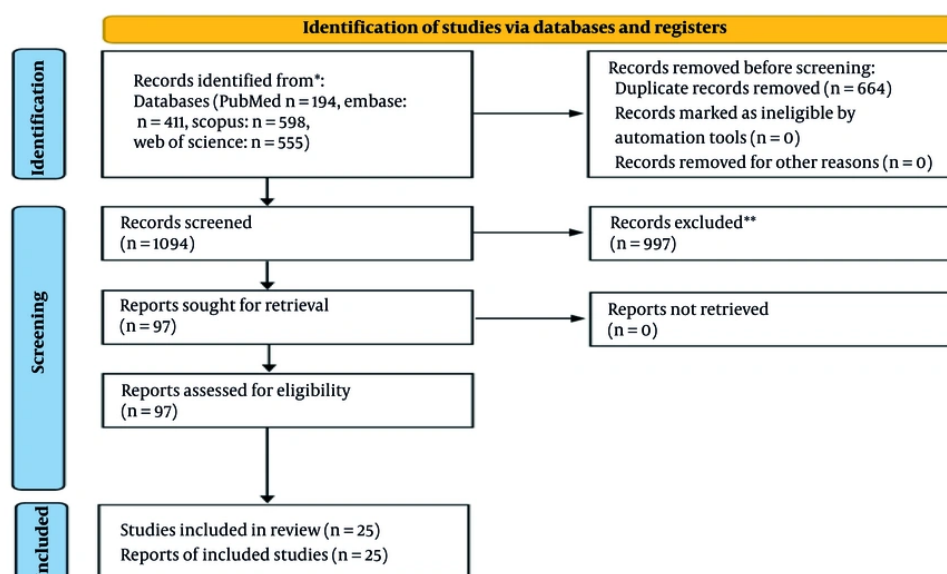 Identification of studies via databases and registers
Identification
Records identified from*:
Databases (PubMed n = 194, embase:
n = 411, scopus: n = 598,
web of science: n = 555)
Records removed before screening:
Duplicate records removed (n = 664)
Records marked as ineligible by
automation tools (n = 0)
Records removed for other reasons (n = 0)
Screening
Records screened
(n = 1094)
Records excluded**
(n = 997)
Reports sought for retrieval
(n = 97)
Reports not retrieved
(n = 0)
Reports assessed for eligibility
(n = 97)
Studies included in review (n = 25)
Reports of included studies (n = 25)